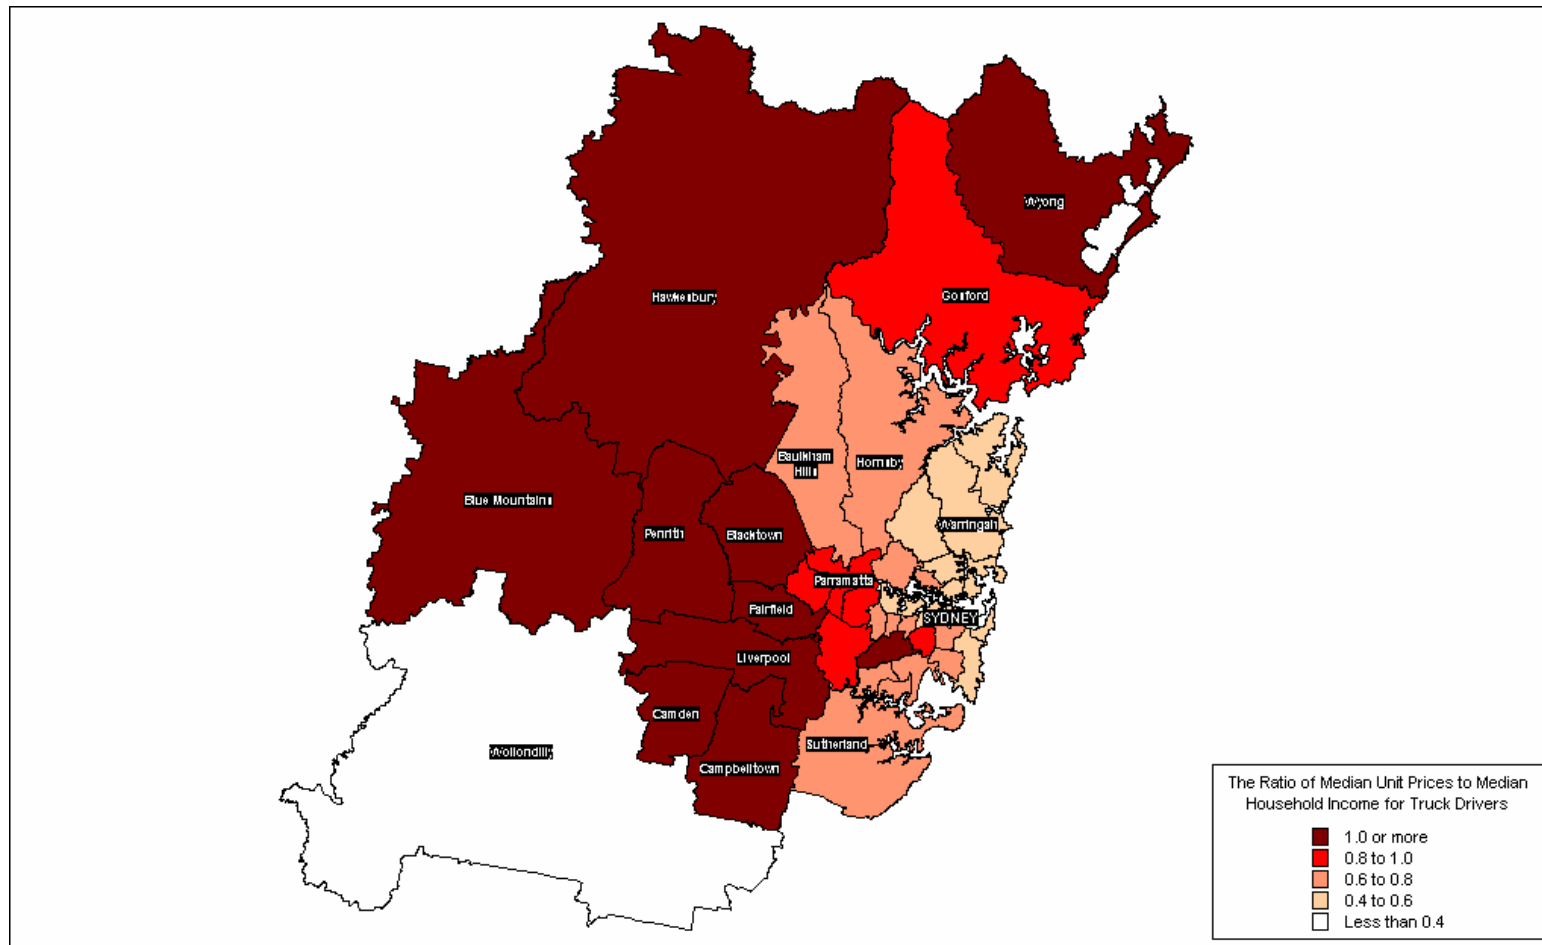 Wyong
Hawkesbury
Gosford
Baulkham
Hills
Hornsby
Blue Mountains
Warringah
Penrith
Blacktown
Parramatta
Fairfield
SYDNEY
Liverpool
Camden
Sutherland
Wollondilly
Campbelltown
The Ratio of Median Unit Prices to Median
Household Income for Truck Drivers
1.0 or more
0.8 to 1.0
0.6 to 0.8
0.4 to 0.6
Less than 0.4